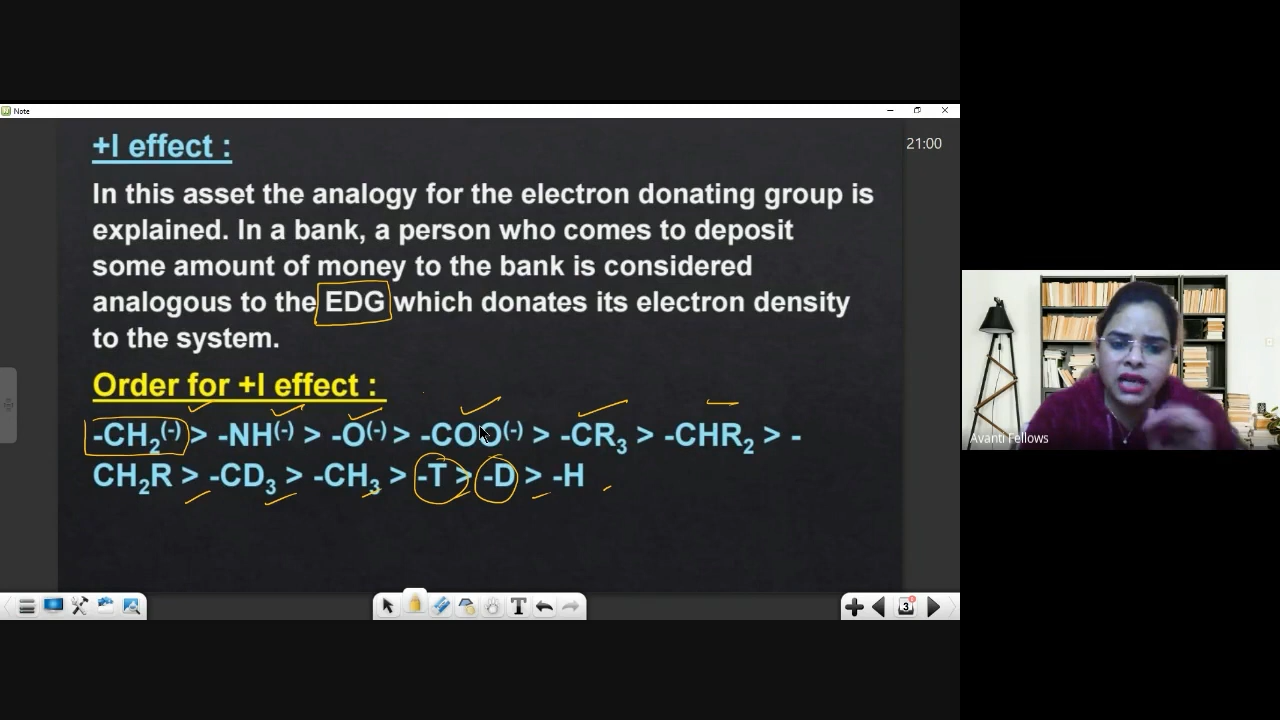 Note
+I effect :
21:00
In this asset the analogy for the electron donating group is
explained. In a bank, a person who comes to deposit
some amount of money to the bank is considered
analogous to the EDG which donates its electron density
to the system.
Order for +I effect :
-CH₂⁽⁻⁾ > -NH⁽⁻⁾ > -O⁽⁻⁾ > -COO⁽⁻⁾ > -CR₃ > -CHR₂ > -
CH₂R > -CD₃ > -CH₃ > -T > -D > -H
Avanti Fellows
T
3